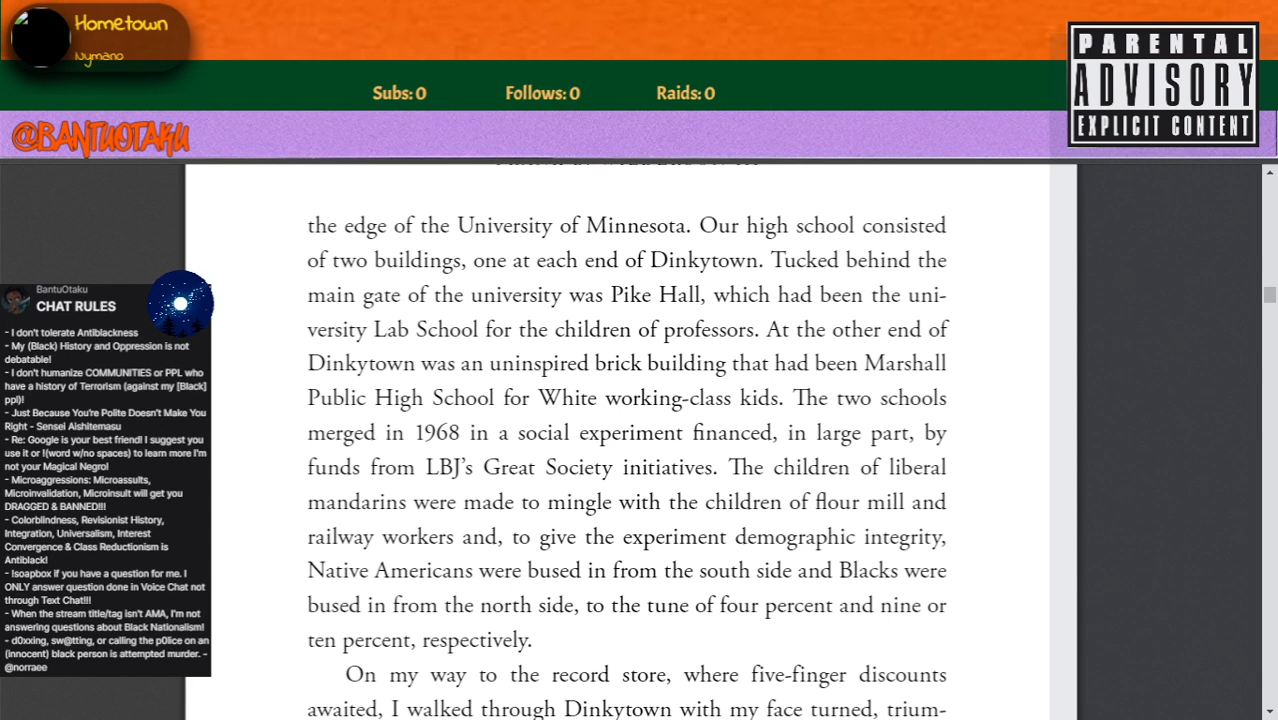 Hometown
Nymano
Subs: 0
Follows: 0
Raids: 0
PARENTAL
ADVISORY
EXPLICIT CONTENT
@BANTUOTAKU
the edge of the University of Minnesota. Our high school consisted
of two buildings, one at each end of Dinkytown. Tucked behind the
main gate of the university was Pike Hall, which had been the uni-
versity Lab School for the children of professors. At the other end of
Dinkytown was an uninspired brick building that had been Marshall
Public High School for White working-class kids. The two schools
merged in 1968 in a social experiment financed, in large part, by
funds from LBJ's Great Society initiatives. The children of liberal
mandarins were made to mingle with the children of flour mill and
railway workers and, to give the experiment demographic integrity,
Native Americans were bused in from the south side and Blacks were
bused in from the north side, to the tune of four percent and nine or
ten percent, respectively.
On my way to the record store, where five-finger discounts
awaited, I walked through Dinkytown with my face turned, trium-
BantuOtaku
CHAT RULES
- I don't tolerate Antiblackness
- My (Black) History and Oppression is not
debatable!
- I don't humanize COMMUNITIES or PPL who
have a history of Terrorism (against my [Black]
ppl)!
- Just Because You're Polite Doesn't Make You
Right - Sensei Aishitemasu
- Re: Google is your best friend! I suggest you
use it or !(word w/no spaces) to learn more I'm
not your Magical Negro!
- Microaggressions: Microassults,
Microinvalidation, Microinsult will get you
DRAGGED & BANNED!!!
- Colorblindness, Revisionist History,
Integration, Universalism, Interest
Convergence & Class Reductionism is
Antiblack!
- !soapbox if you have a question for me. I
ONLY answer question done in Voice Chat not
through Text Chat!!!
- When the stream title/tag isn't AMA, I'm not
answering questions about Black Nationalism!
- d0xxing, sw@tting, or calling the p0lice on an
(innocent) black person is attempted murder. -
@norraee